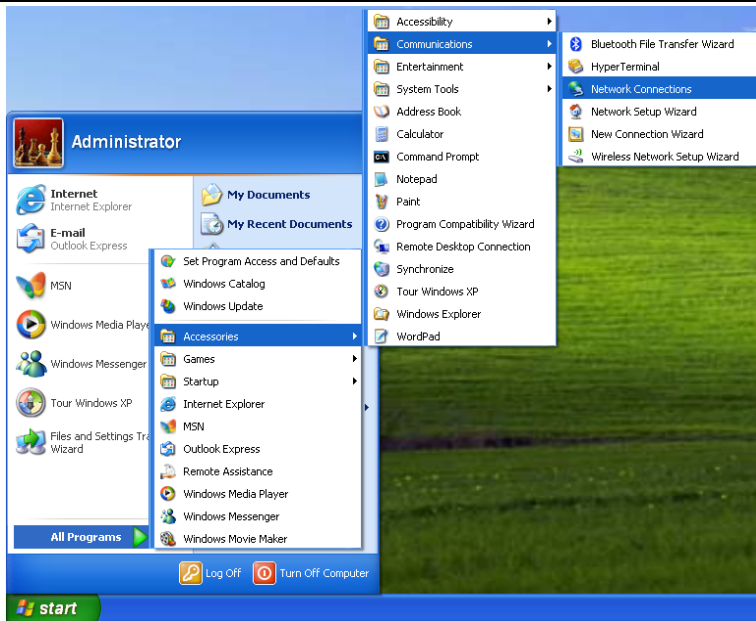 Administrator
Internet
Internet Explorer
E-mail
Outlook Express
MSN
Windows Media Playe
Windows Messenger
Tour Windows XP
Files and Settings Tra
Wizard
All Programs
My Documents
My Recent Documents
Set Program Access and Defaults
Windows Catalog
Windows Update
Accessories
Games
Startup
Internet Explorer
MSN
Outlook Express
Remote Assistance
Windows Media Player
Windows Messenger
Windows Movie Maker
Accessibility
Communications
Entertainment
System Tools
Address Book
Calculator
Command Prompt
Notepad
Paint
Program Compatibility Wizard
Remote Desktop Connection
Synchronize
Tour Windows XP
Windows Explorer
WordPad
Bluetooth File Transfer Wizard
HyperTerminal
Network Connections
Network Setup Wizard
New Connection Wizard
Wireless Network Setup Wizard
Log Off
Turn Off Computer
start